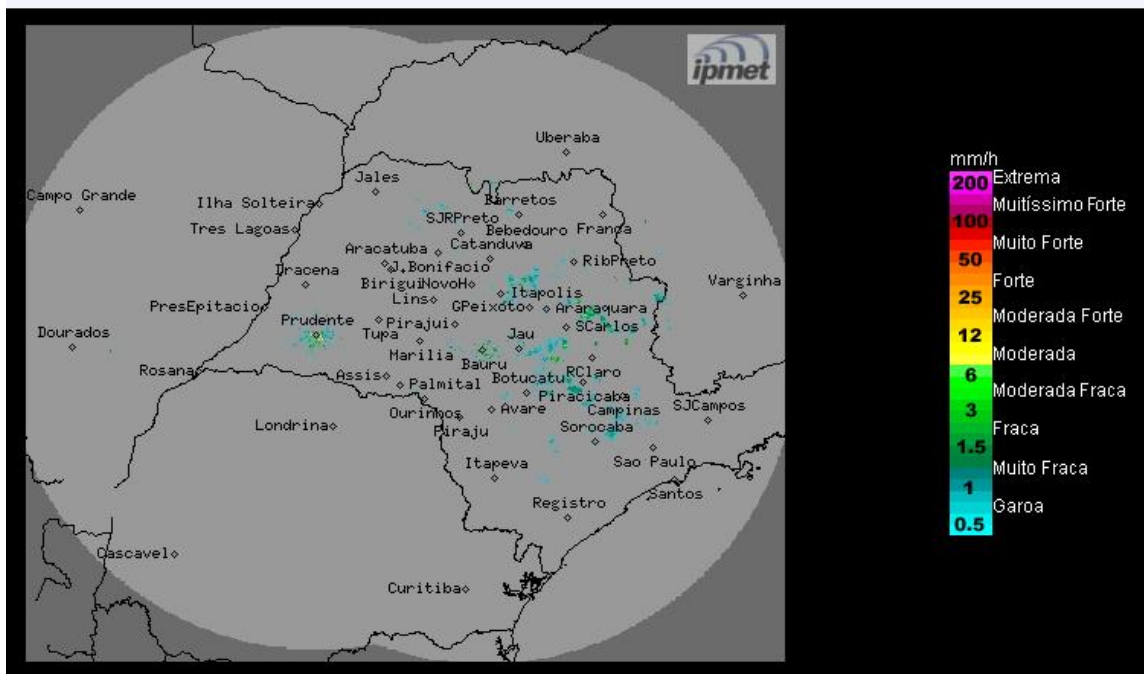 ipmet
Uberaba
Jales
Campo Grande
Ilha Solteira
Barretos
SJRPreto
Franca
Tres Lagoas
Bebedouro
Aracatuba
Catanduva
RibPreto
Dracena
J.Bonifacio
Varginha
Birigui
NovoH
Itapolis
PresEpitacio
Lins
GPeixoto
Araraquara
Prudente
Pirajui
SCarlos
Dourados
Tupa
Jau
Marilia
Bauru
Rosana
Assis
Botucatu
RClaro
Palmital
Piracicaba
Ourinhos
Avare
Campinas
SJCampos
Londrina
Piraju
Sorocaba
Itapeva
Sao Paulo
Santos
Registro
Cascavel
Curitiba
mm/h
200 Extrema
Muitíssimo Forte
100
Muito Forte
50
Forte
25
Moderada Forte
12
Moderada
6
Moderada Fraca
3
Fraca
1.5
Muito Fraca
1
Garoa
0.5